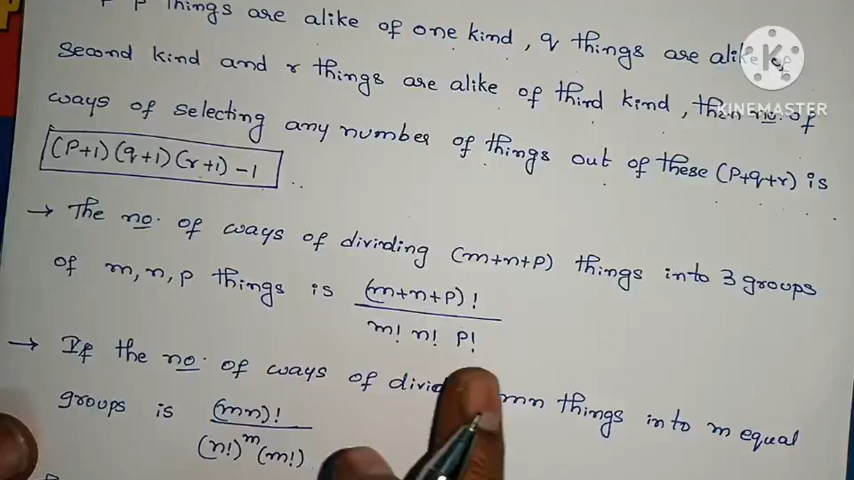 P things are alike of one kind, q things are alike of
second kind and r things are alike of third kind, then no. of
ways of selecting any number of things out of these (p+q+r) is
(P+1)(q+1)(r+1)-1
→ The no. of ways of dividing (m+n+p) things into 3 groups
of m,n,p things is (m+n+p)! / m! n! p!
→ If the no. of ways of mn things into m equal
groups is (mn)! / (n!)^m (m!)
K
KINEMASTER